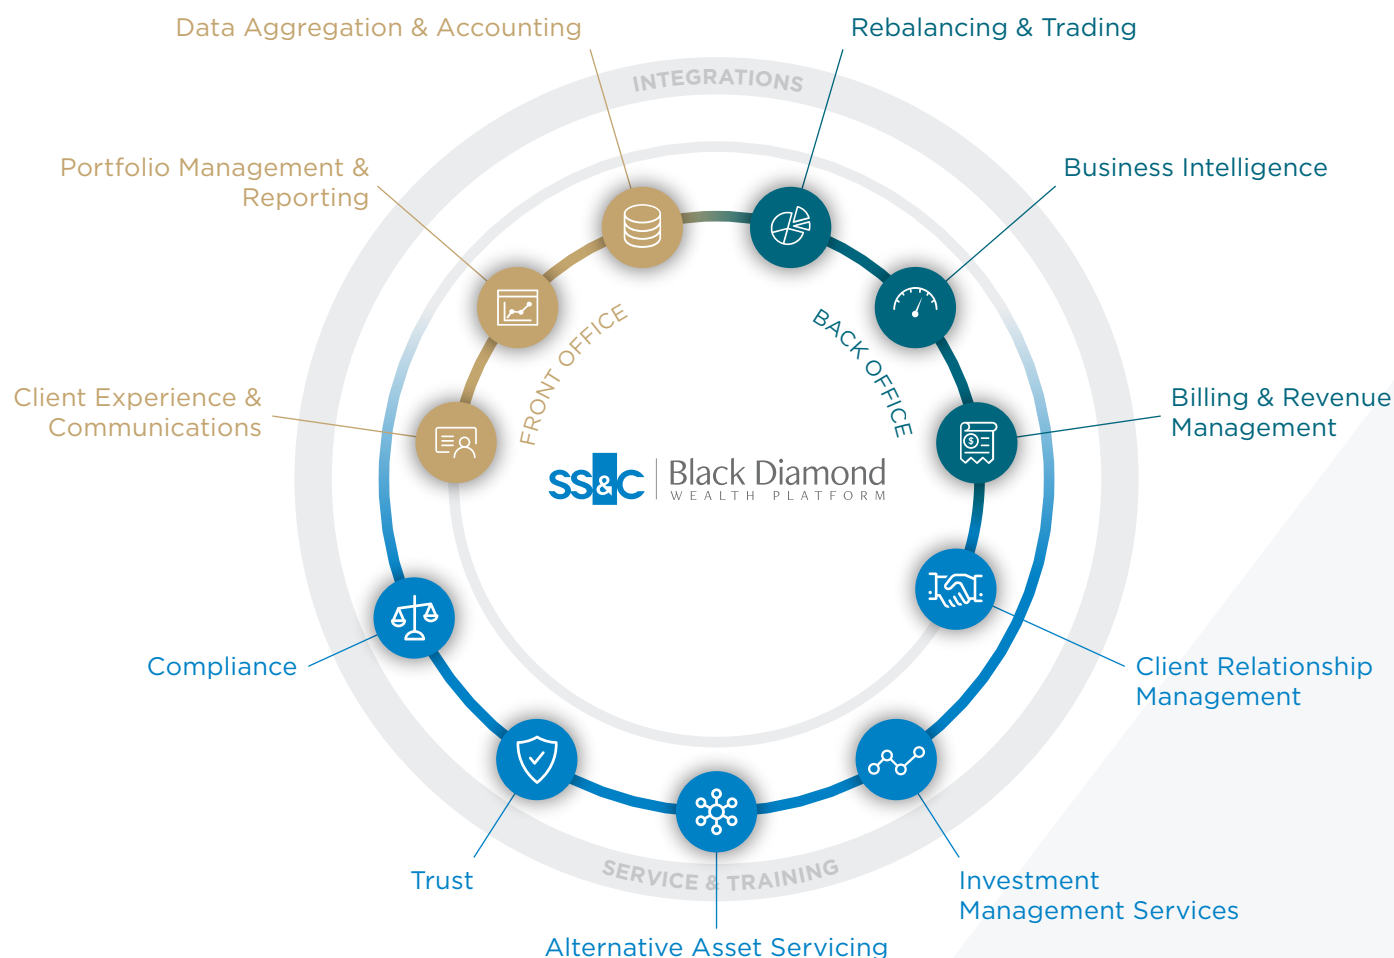 Data Aggregation & Accounting
Rebalancing & Trading
INTEGRATIONS
Portfolio Management &
Reporting
Business Intelligence
FRONT OFFICE
BACK OFFICE
Client Experience &
Communications
Billing & Revenue
Management
$
SS&C
Black Diamond
WEALTH PLATFORM
Compliance
Client Relationship
Management
SERVICE & TRAINING
Trust
Investment
Management Services
Alternative Asset Servicing